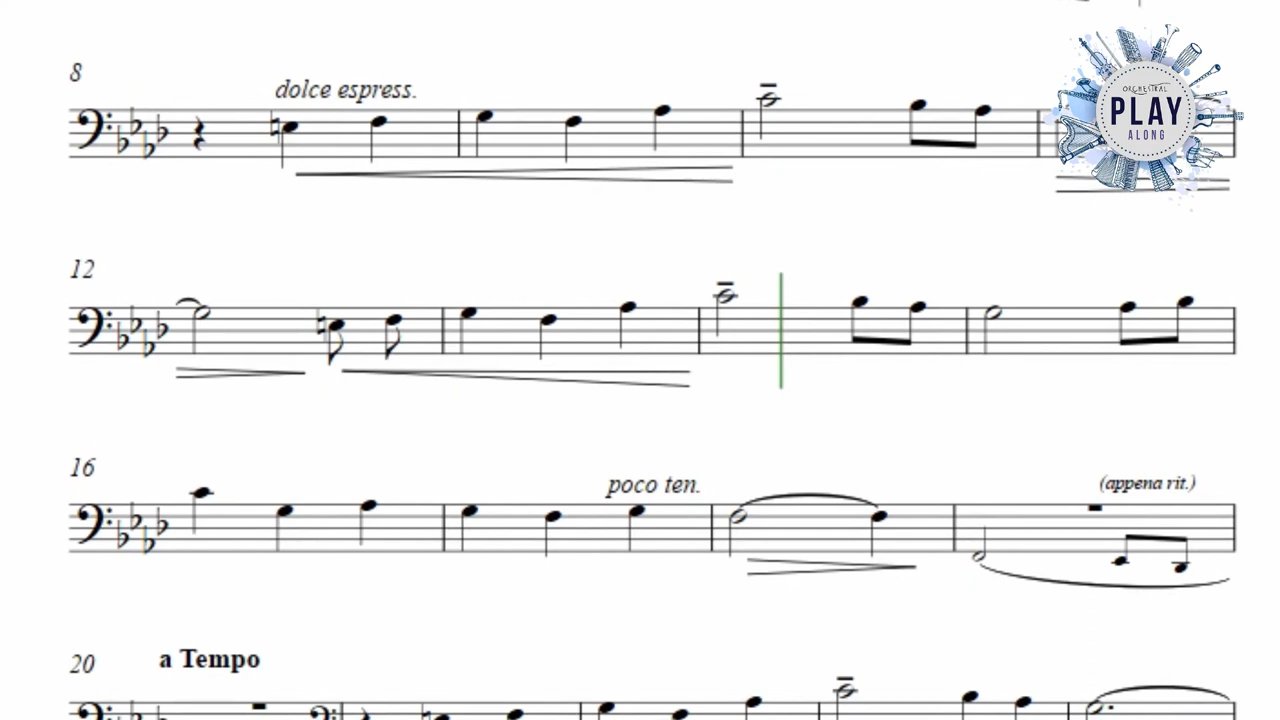 8
dolce espress.
ORCHESTRAL
PLAY
ALONG
12
16
poco ten.
(appena rit.)
20
a Tempo